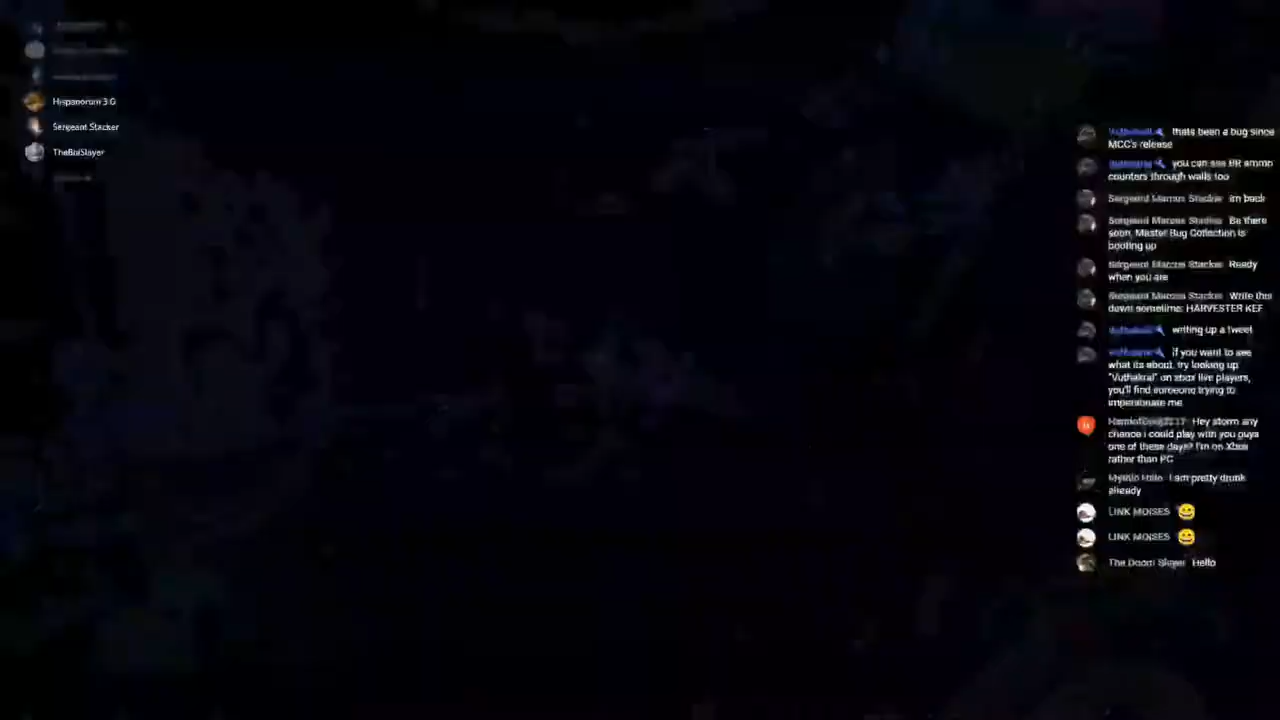 Hispanorum 3.0
Sergeant Stacker
TheBolSlayer
thats been a bug since
MCC's release
you can see BR ammo
counters through walls too
Sergeant Marcus Stacker im back
Sergeant Marcus Stacker Be there
soon, Master Bug Collection is
booting up
Sergeant Marcus Stacker Ready
when you are
Sergeant Marcus Stacker Write this
down sometime: HARVESTER KEF
writing up a tweet
if you want to see
what its about, try looking up
"Vuthakral" on xbox live players,
you'll find someone trying to
impersonate me
Hey storm any
chance i could play with you guys
one of these days? I'm on Xbox
rather than PC
I am pretty drunk
already
LINK MOISES 😀
LINK MOISES 😀
The Doom Slayer Hello